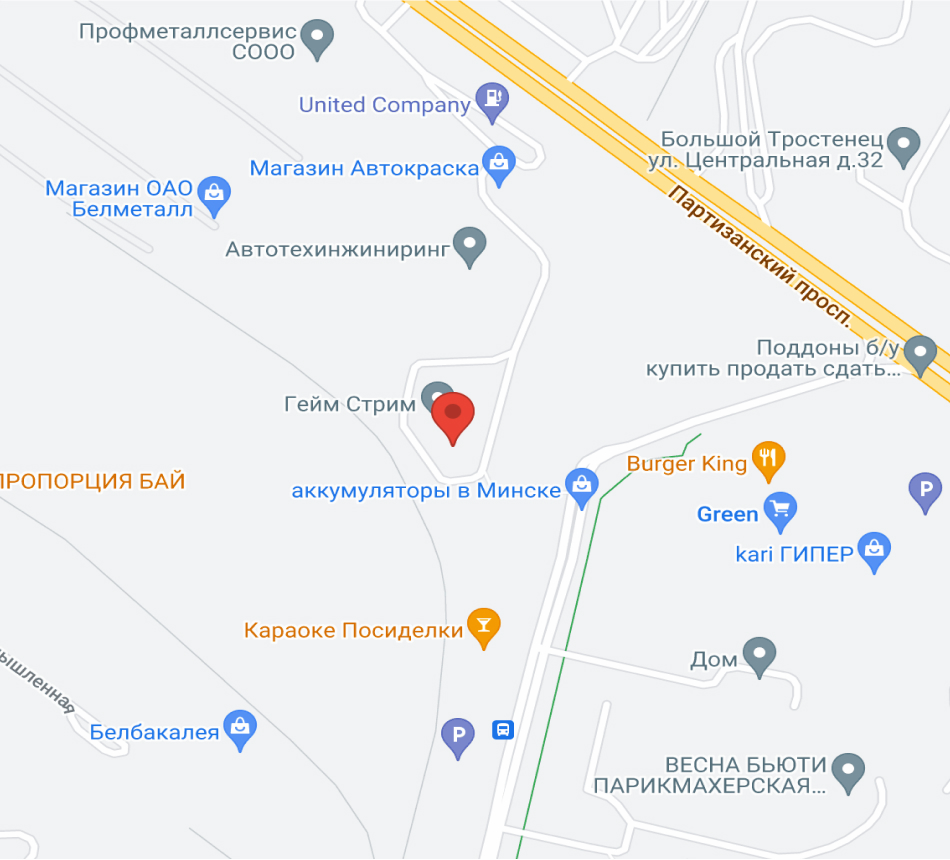 Профметаллсервис
СООО
United Company
Большой Тростенец
ул. Центральная д.32
Магазин Автокраска
Магазин ОАО
Белметалл
Автотехинжиниринг
Партизанский просп.
Поддоны б/у
купить продать сдать...
Гейм Стрим
Burger King
ПРОПОРЦИЯ БАЙ
аккумуляторы в Минске
P
Green
kari ГИПЕР
Караоке Посиделки
Дом
ышленная
Белбакалея
P
ВЕСНА БЬЮТИ
ПАРИКМАХЕРСКАЯ...